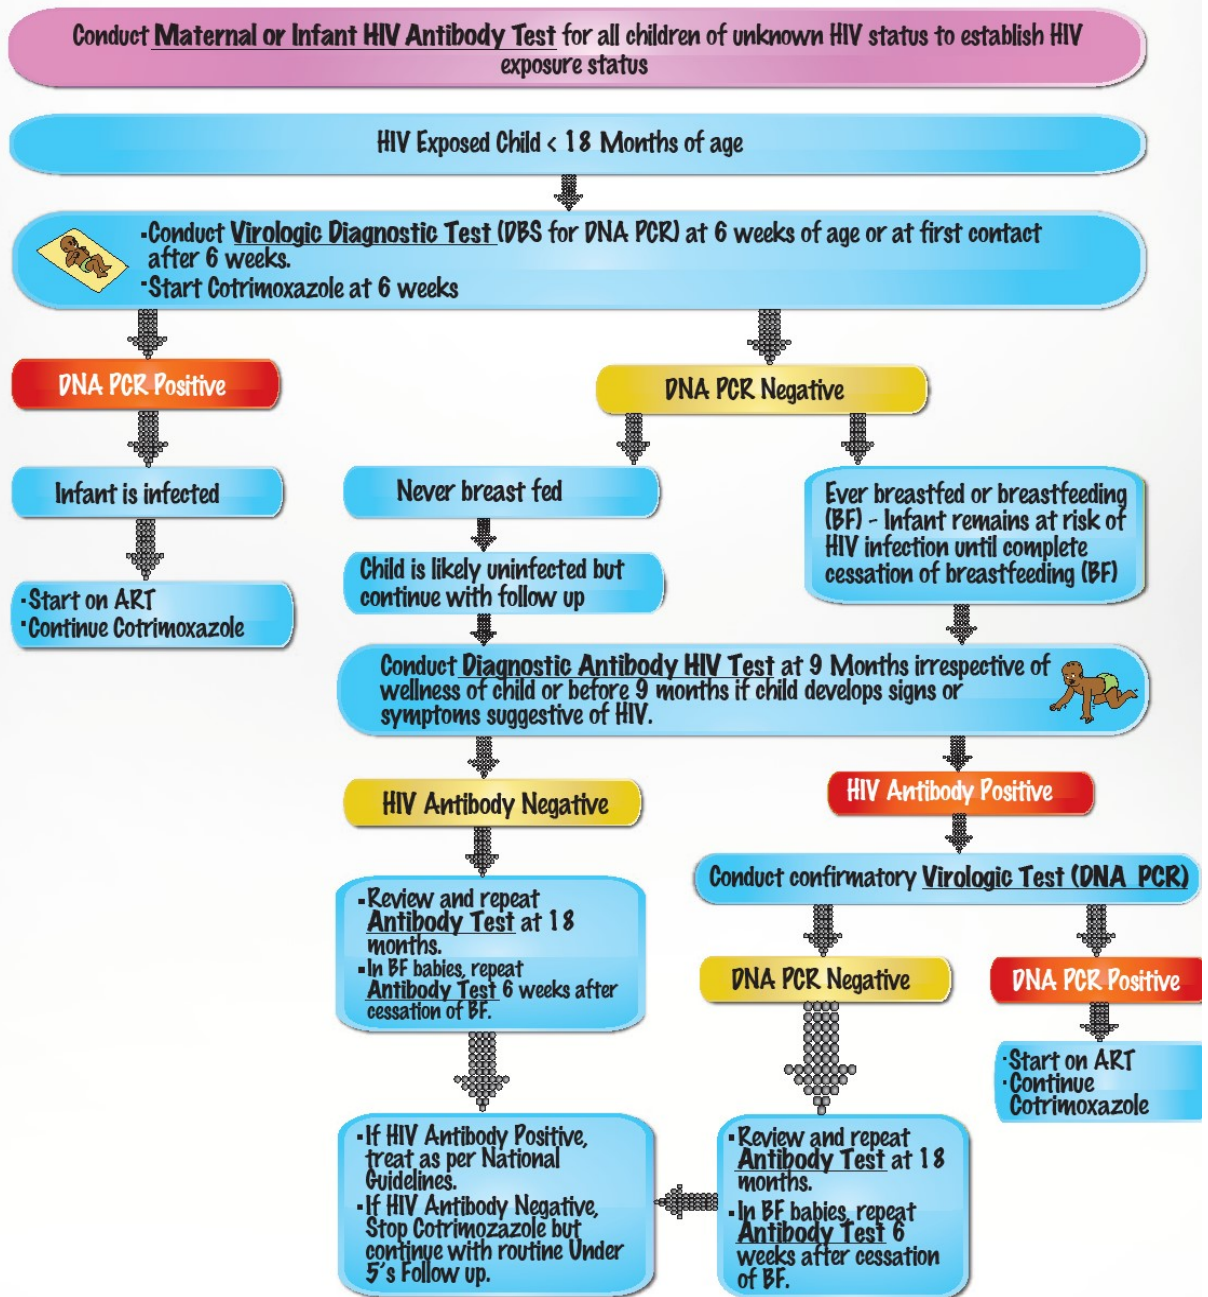 Conduct Maternal or Infant HIV Antibody Test for all children of unknown HIV status to establish HIV
exposure status
HIV Exposed Child < 18 Months of age
▪Conduct Virologic Diagnostic Test (DBS for DNA PCR) at 6 weeks of age or at first contact
after 6 weeks.
▪Start Cotrimoxazole at 6 weeks
DNA PCR Positive
DNA PCR Negative
Infant is infected
Never breast fed
Ever breastfed or breastfeeding
(BF) - Infant remains at risk of
HIV infection until complete
cessation of breastfeeding (BF)
▪Start on ART
▪Continue Cotrimoxazole
Child is likely uninfected but
continue with follow up
Conduct Diagnostic Antibody HIV Test at 9 Months irrespective of
wellness of child or before 9 months if child develops signs or
symptoms suggestive of HIV.
HIV Antibody Negative
HIV Antibody Positive
Conduct confirmatory Virologic Test (DNA PCR)
▪Review and repeat
Antibody Test at 18
months.
▪In BF babies, repeat
Antibody Test 6 weeks after
cessation of BF.
DNA PCR Negative
DNA PCR Positive
▪Start on ART
▪Continue
Cotrimoxazole
▪If HIV Antibody Positive,
treat as per National
Guidelines.
▪If HIV Antibody Negative,
Stop Cotrimozazole but
continue with routine Under
5's Follow up.
▪Review and repeat
Antibody Test at 18
months.
▪In BF babies, repeat
Antibody Test 6
weeks after cessation
of BF.